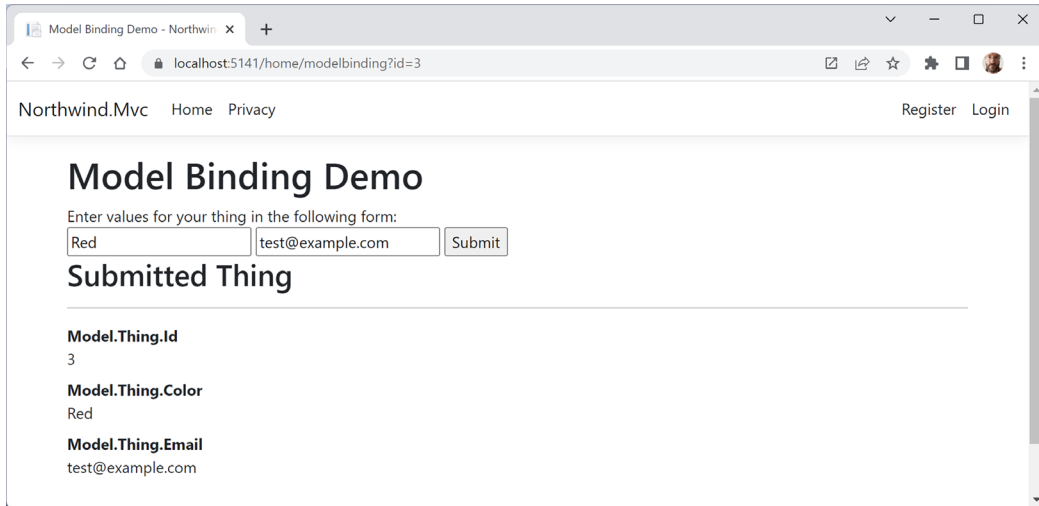 Model Binding Demo - Northwin
localhost:5141/home/modelbinding?id=3
Northwind.Mvc Home Privacy Register Login
Model Binding Demo
Enter values for your thing in the following form:
Red test@example.com Submit
Submitted Thing
Model.Thing.Id
3
Model.Thing.Color
Red
Model.Thing.Email
test@example.com